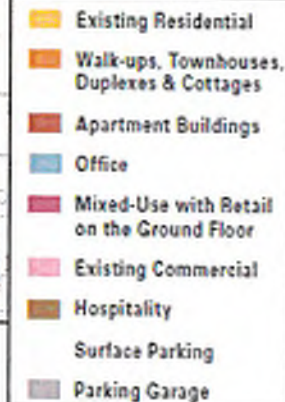 Existing Residential
Walk-ups, Townhouses,
Duplexes & Cottages
Apartment Buildings
Office
Mixed-Use with Retail
on the Ground Floor
Existing Commercial
Hospitality
Surface Parking
Parking Garage